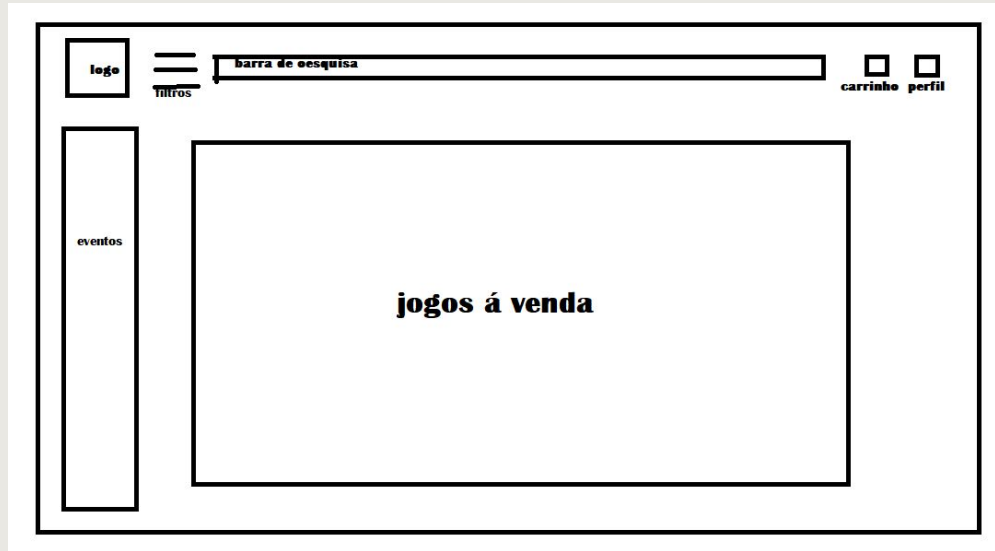 logo
filtros
barra de oesquisa
carrinho
perfil
eventos
jogos á venda